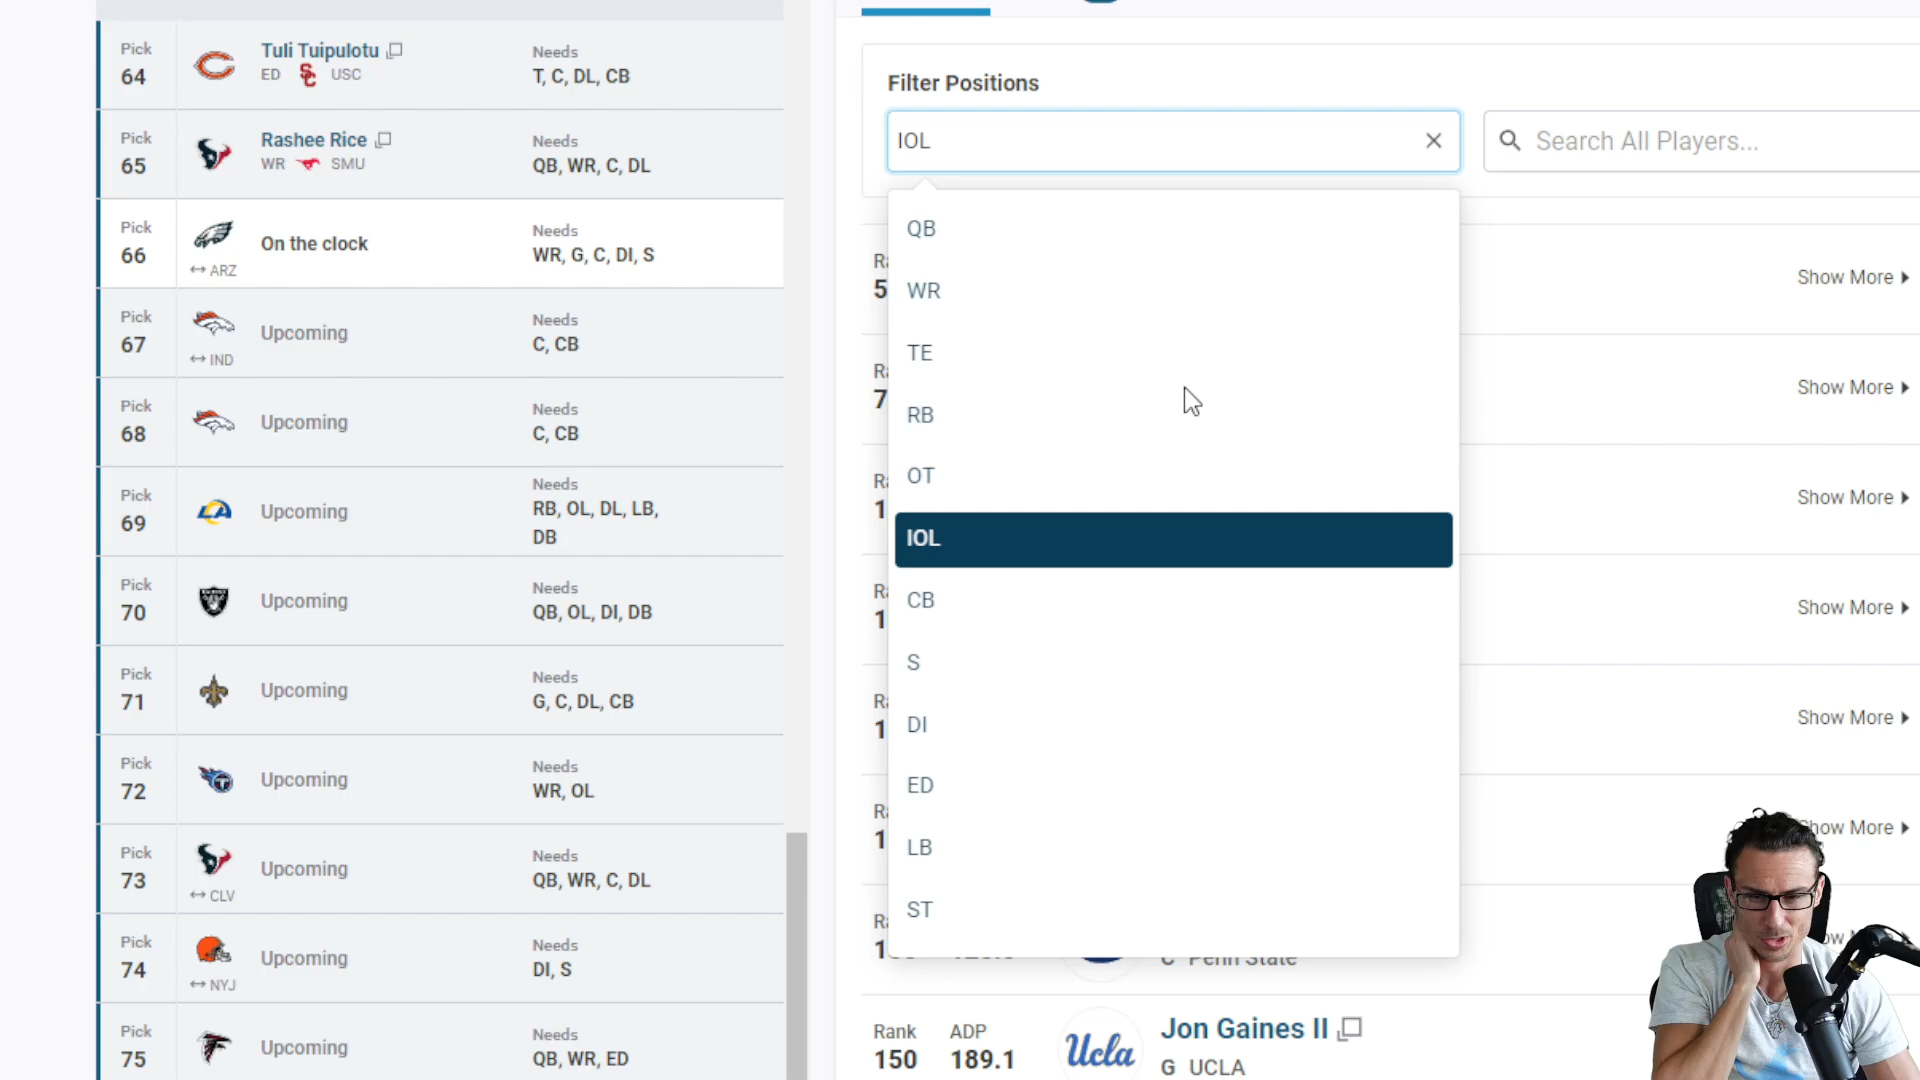 Pick
64
Tuli Tuipulotu
ED USC
Needs
T, C, DL, CB
Pick
65
Rashee Rice
WR SMU
Needs
QB, WR, C, DL
Pick
66
ARZ
On the clock
Needs
WR, G, C, DI, S
Pick
67
IND
Upcoming
Needs
C, CB
Pick
68
Upcoming
Needs
C, CB
Pick
69
Upcoming
Needs
RB, OL, DL, LB,
DB
Pick
70
Upcoming
Needs
QB, OL, DI, DB
Pick
71
Upcoming
Needs
G, C, DL, CB
Pick
72
Upcoming
Needs
WR, OL
Pick
73
CLV
Upcoming
Needs
QB, WR, C, DL
Pick
74
NYJ
Upcoming
Needs
DI, S
Pick
75
Upcoming
Needs
QB, WR, ED
Filter Positions
IOL
Search All Players...
QB
WR
TE
RB
OT
IOL
CB
S
DI
ED
LB
ST
Show More
Show More
Show More
Show More
Show More
Show More
C Penn State
Rank
150
ADP
189.1
Ucla
Jon Gaines II
G UCLA